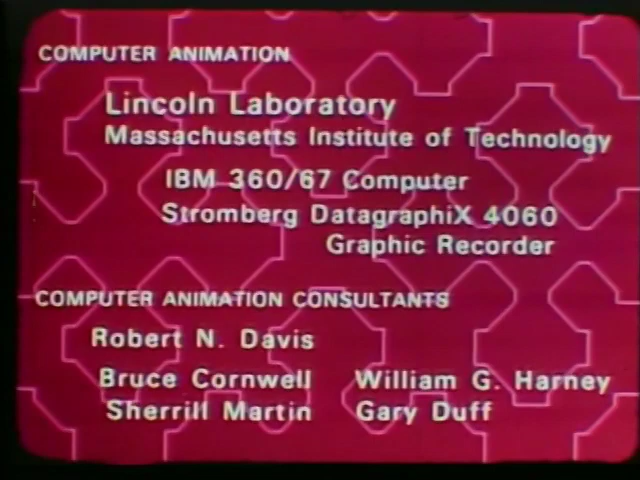 COMPUTER ANIMATION
Lincoln Laboratory
Massachusetts Institute of Technology
IBM 360/67 Computer
Stromberg DatagraphiX 4060
Graphic Recorder
COMPUTER ANIMATION CONSULTANTS
Robert N. Davis
Bruce Cornwell William G. Harney
Sherrill Martin Gary Duff